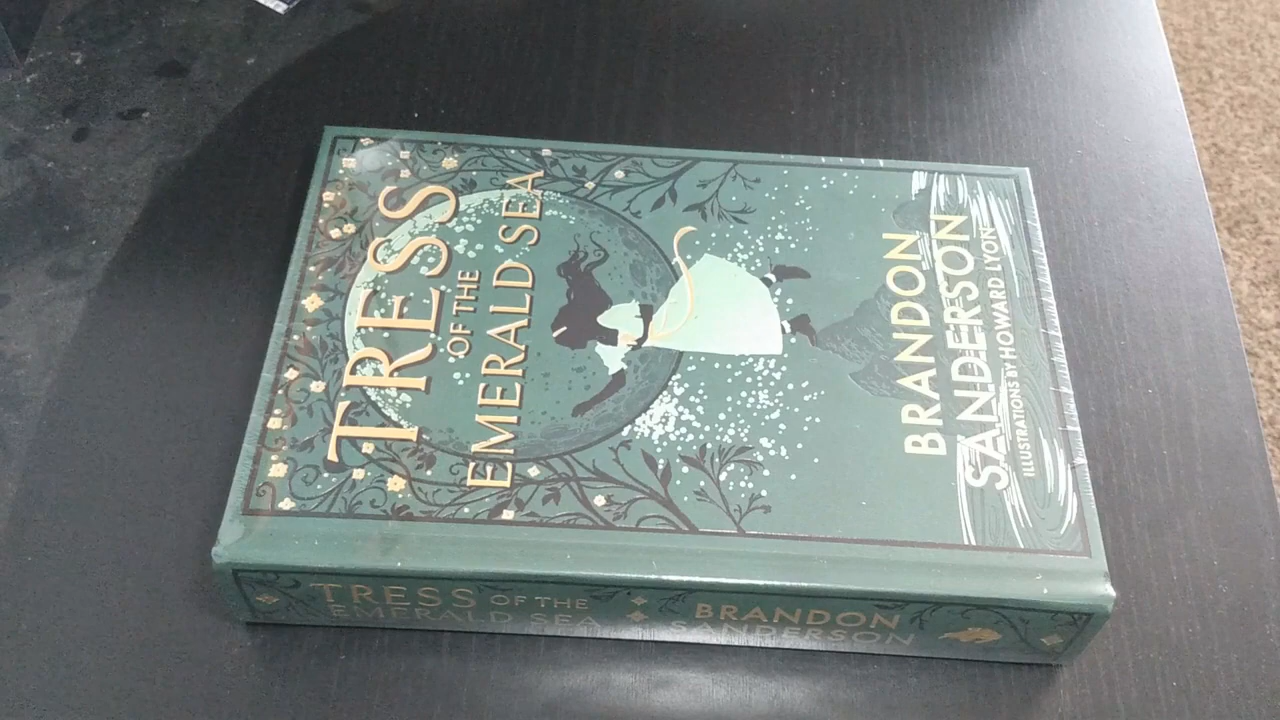 TRESS
OF THE
EMERALD SEA
BRANDON
SANDERSON
ILLUSTRATIONS BY HOWARD LYON
TRESS OF THE
EMERALD SEA
BRANDON
SANDERSON